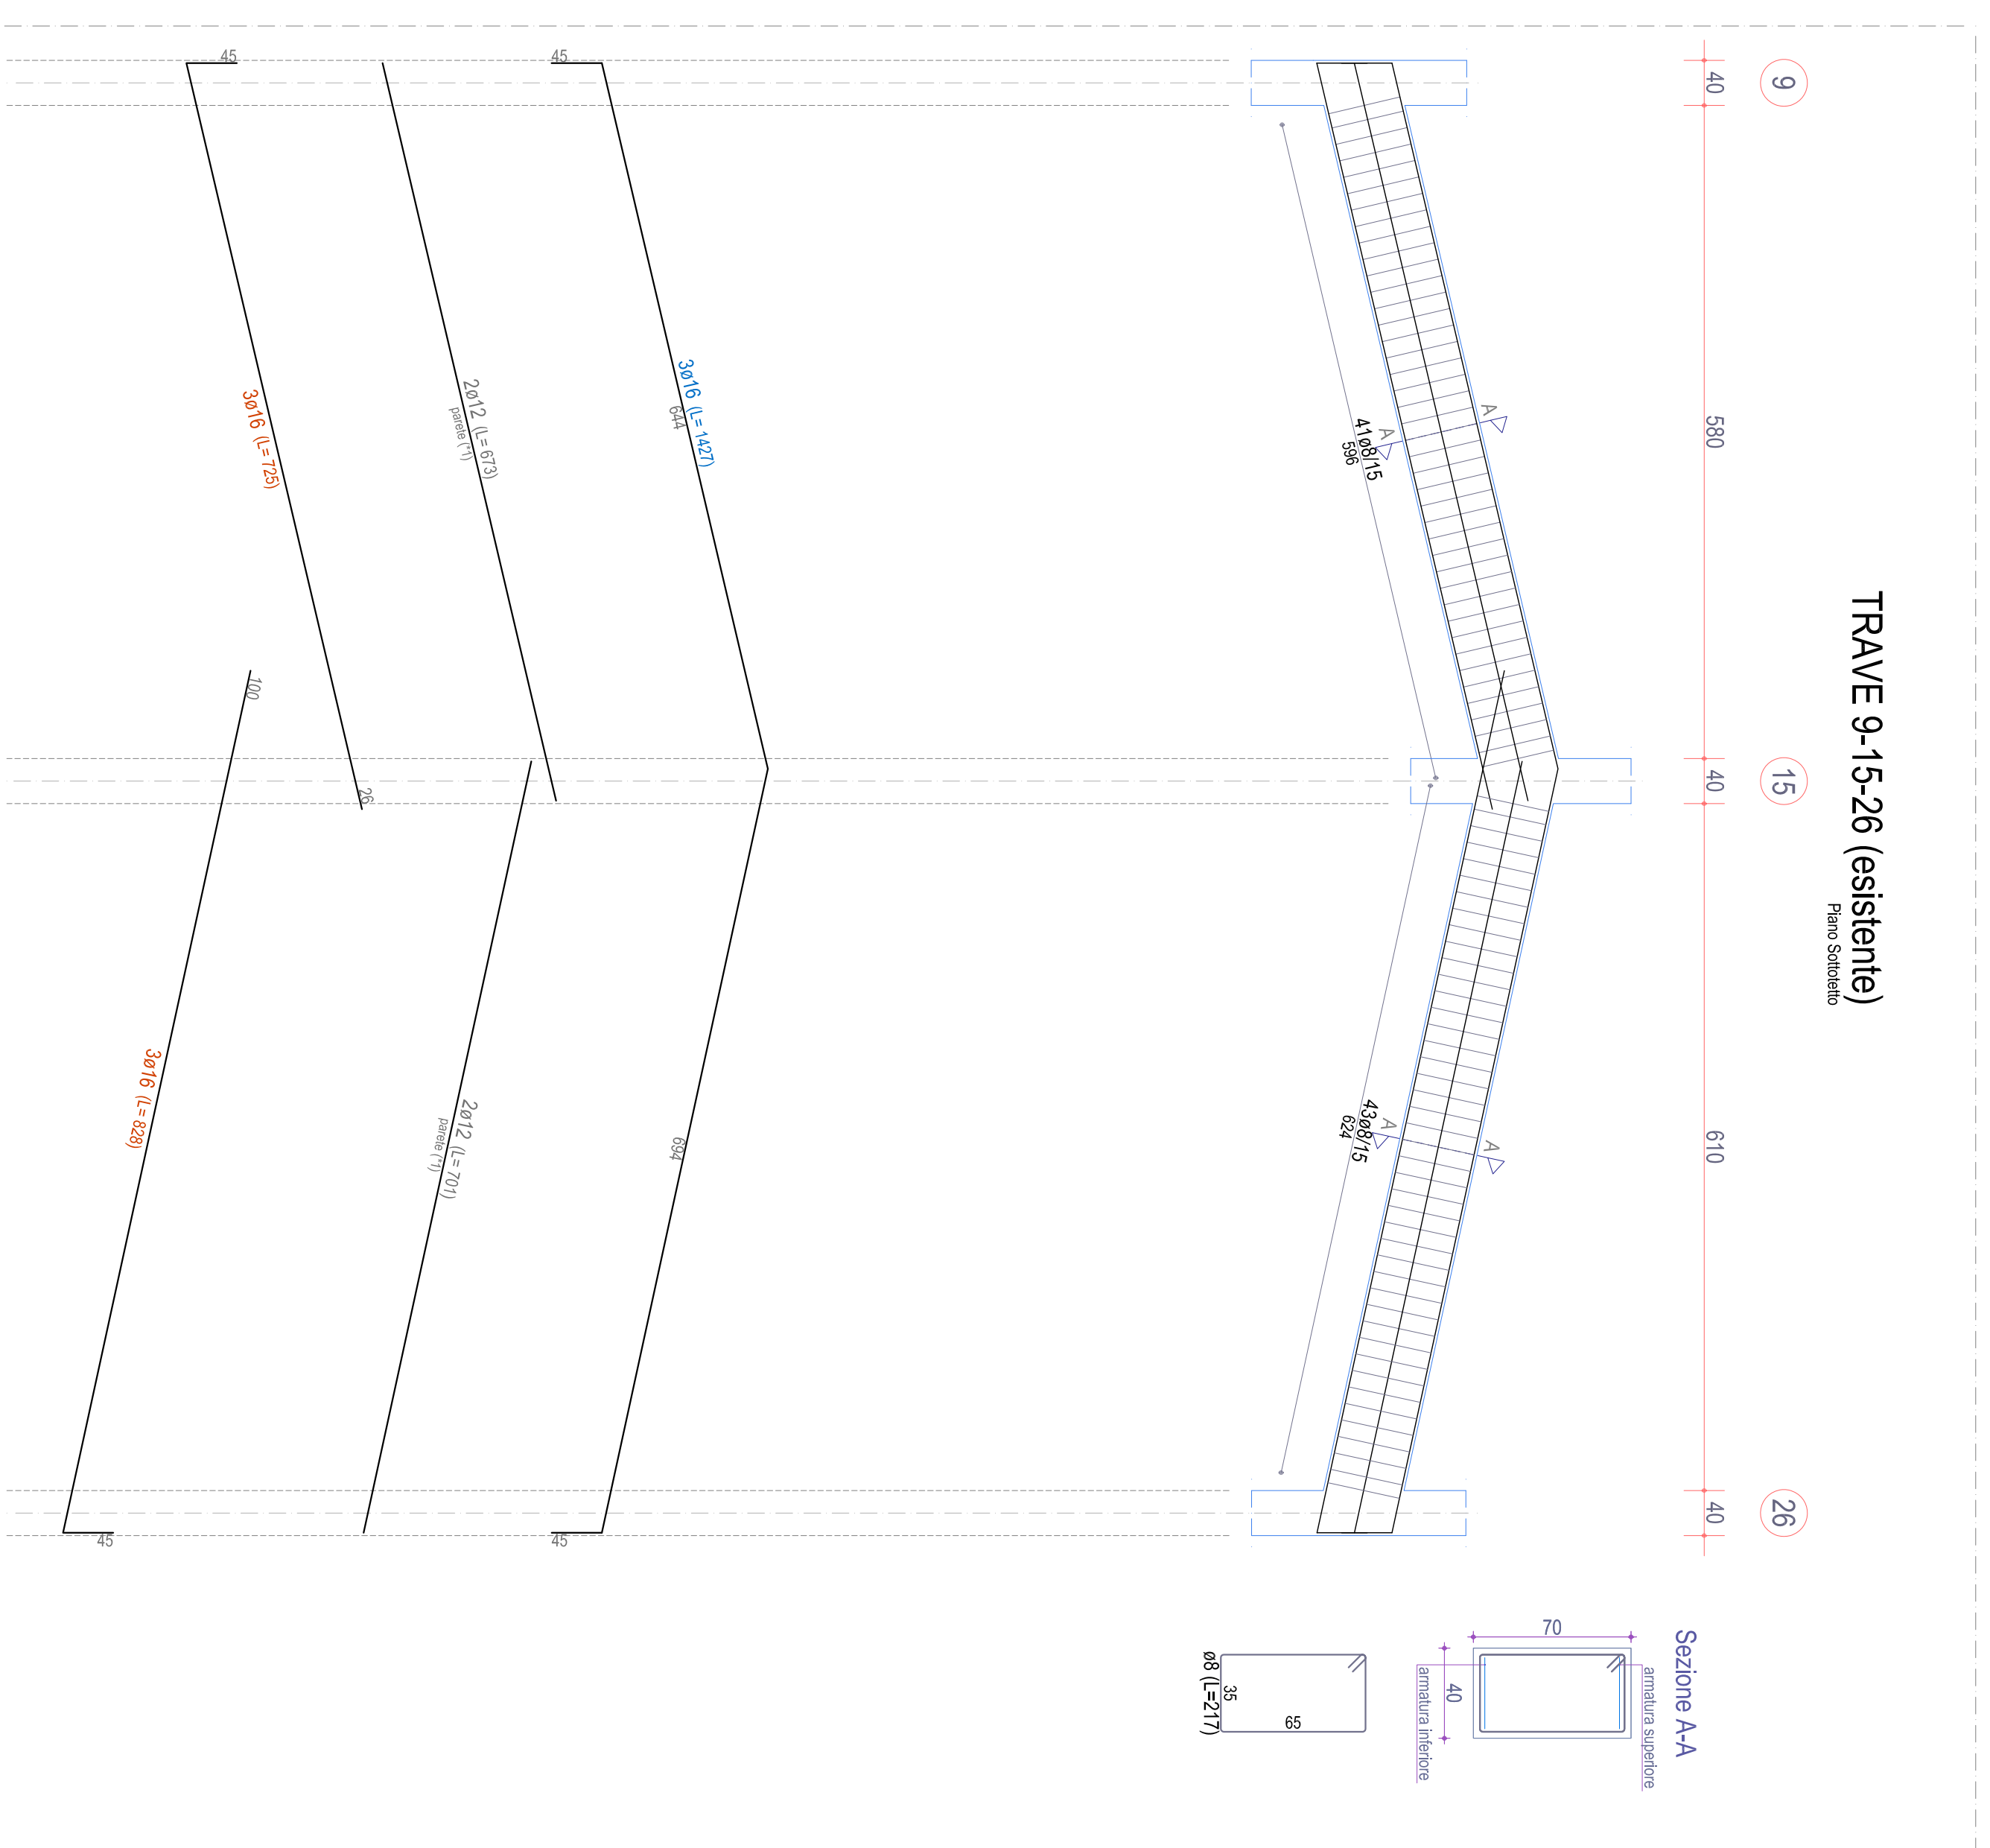 TRAVE 9-15-26 (esistente)
Piano Sottotetto
9
15
26
40
580
40
610
40
A
A
41ø8/15
596
A
A
43ø8/15
624
45
3ø16 (L= 1427)
644
694
45
2ø12 (L= 673)
parete (*1)
2ø12 (L= 701)
parete (*1)
45
3ø16 (L= 725)
26
100
3ø16 (L= 828)
45
Sezione A-A
armatura superiore
70
40
armatura inferiore
65
35
ø8 (L=217)